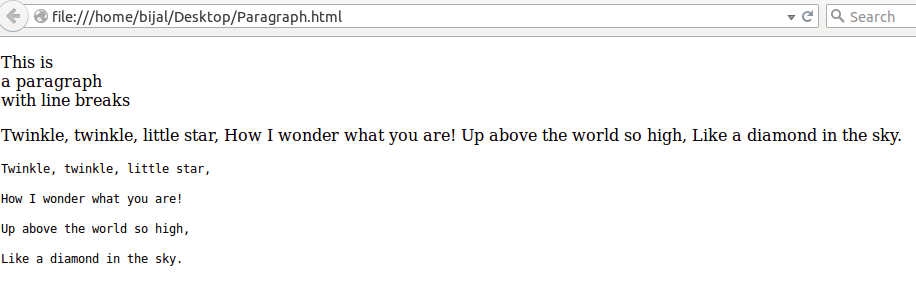 file:///home/bijal/Desktop/Paragraph.html
Search
This is
a paragraph
with line breaks
Twinkle, twinkle, little star, How I wonder what you are! Up above the world so high, Like a diamond in the sky.
Twinkle, twinkle, little star,
How I wonder what you are!
Up above the world so high,
Like a diamond in the sky.